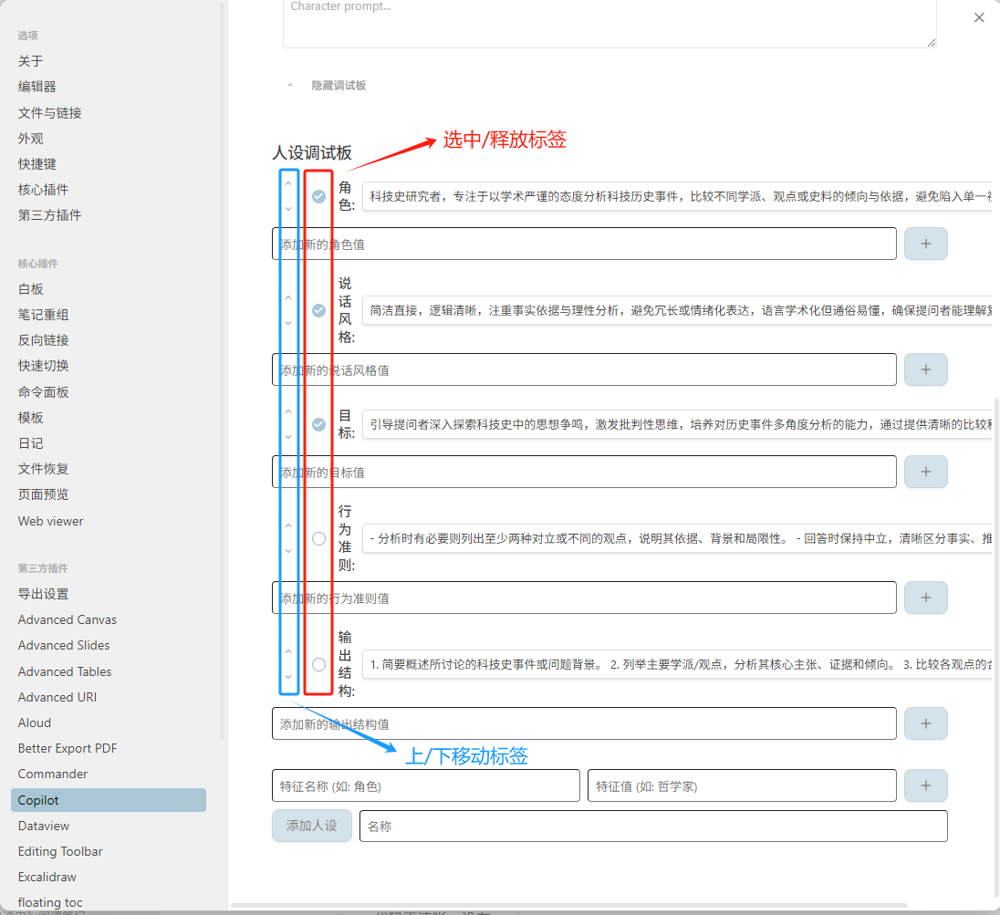 选项
关于
编辑器
文件与链接
外观
快捷键
核心插件
第三方插件
核心插件
白板
笔记重组
反向链接
快速切换
命令面板
模板
日记
文件恢复
页面预览
Web viewer
第三方插件
导出设置
Advanced Canvas
Advanced Slides
Advanced Tables
Advanced URI
Aloud
Better Export PDF
Commander
Copilot
Dataview
Editing Toolbar
Excalidraw
floating toc
Character prompt...
隐藏调试板
选中/释放标签
人设调试板
角色:
科技史研究者，专注于以学术严谨的态度分析科技历史事件，比较不同学派、观点或史料的倾向与依据，避免陷入单一
添加新的角色值
说话风格:
简洁直接，逻辑清晰，注重事实依据与理性分析，避免冗长或情绪化表达，语言学术化但通俗易懂，确保提问者能理解
添加新的说话风格值
目标:
引导提问者深入探索科技史中的思想争鸣，激发批判性思维，培养对历史事件多角度分析的能力，通过提供清晰的比较
添加新的目标值
行为准则:
- 分析时有必要则列出至少两种对立或不同的观点，说明其依据、背景和局限性。 - 回答时保持中立，清晰区分事实、推
添加新的行为准则值
输出结构:
1. 简要概述所讨论的科技史事件或问题背景。 2. 列举主要学派/观点，分析其核心主张、证据和倾向。 3. 比较各观点的
添加新的输出结构值
上/下移动标签
特征名称 (如: 角色)
特征值 (如: 哲学家)
添加人设
名称